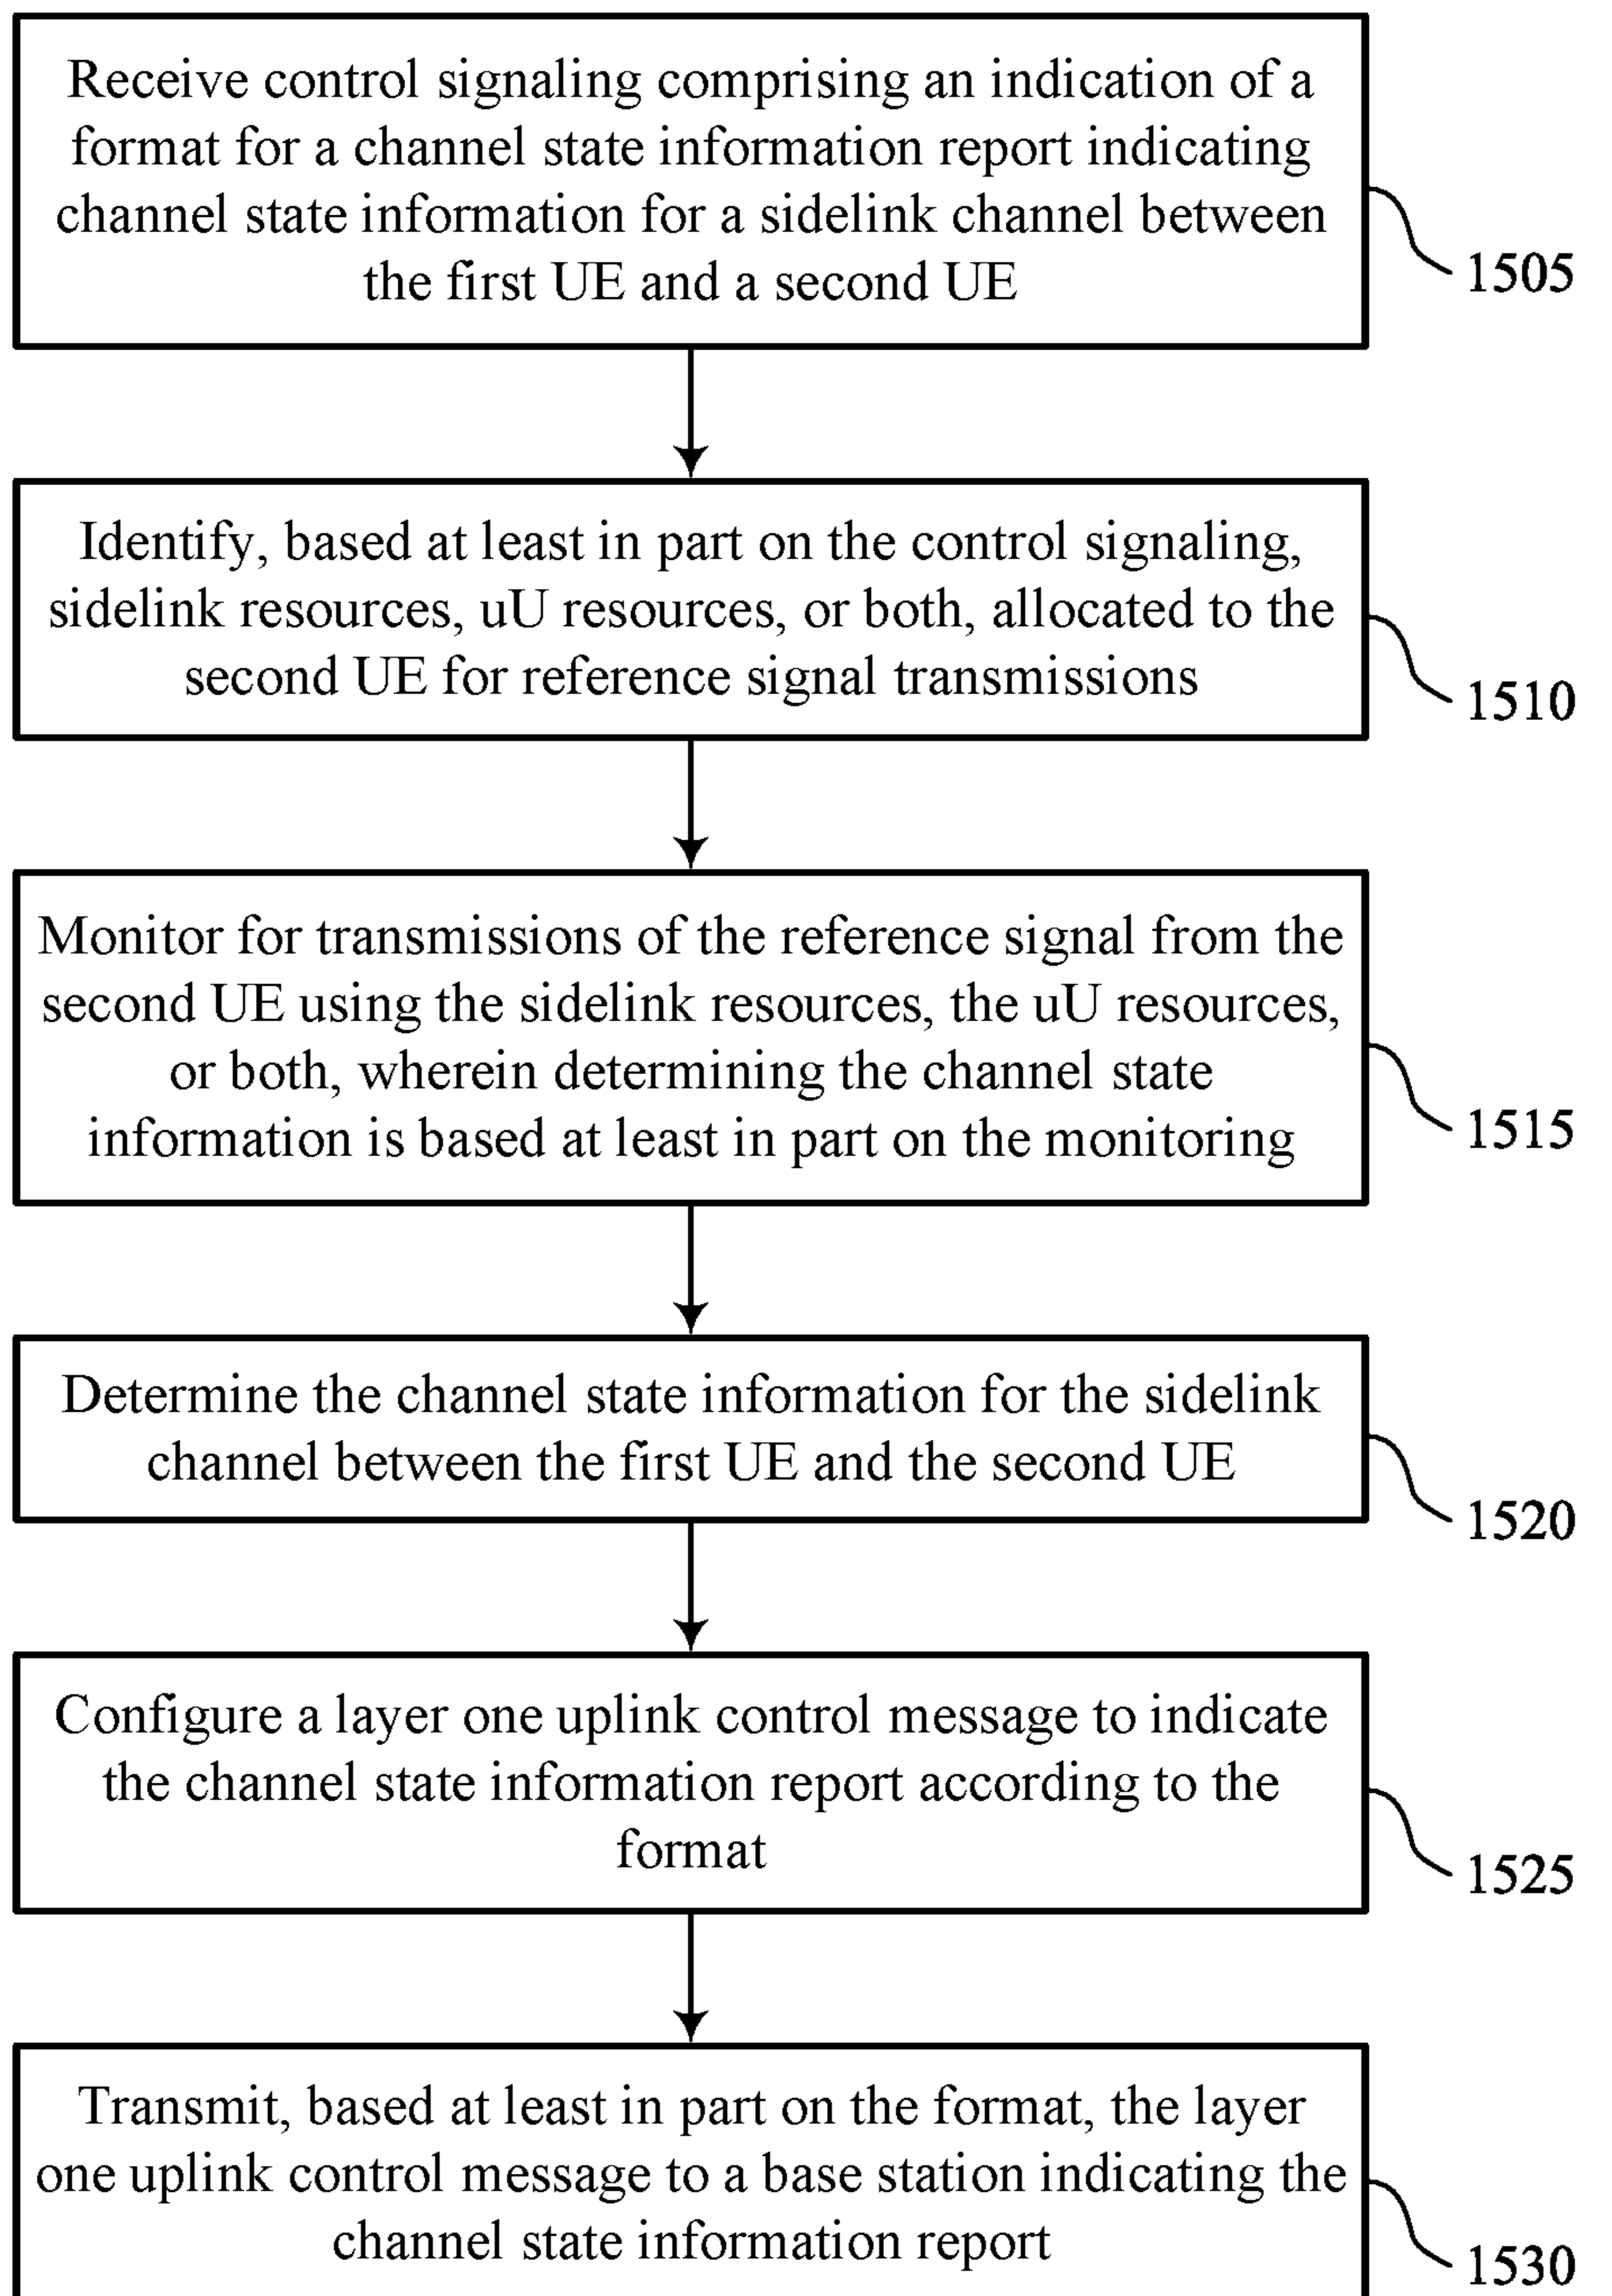 Receive control signaling comprising an indication of a
format for a channel state information report indicating
channel state information for a sidelink channel between
the first UE and a second UE
1505
Identify, based at least in part on the control signaling,
sidelink resources, uU resources, or both, allocated to the
second UE for reference signal transmissions
1510
Monitor for transmissions of the reference signal from the
second UE using the sidelink resources, the uU resources,
or both, wherein determining the channel state
information is based at least in part on the monitoring
1515
Determine the channel state information for the sidelink
channel between the first UE and the second UE
1520
Configure a layer one uplink control message to indicate
the channel state information report according to the
format
1525
Transmit, based at least in part on the format, the layer
one uplink control message to a base station indicating the
channel state information report
1530